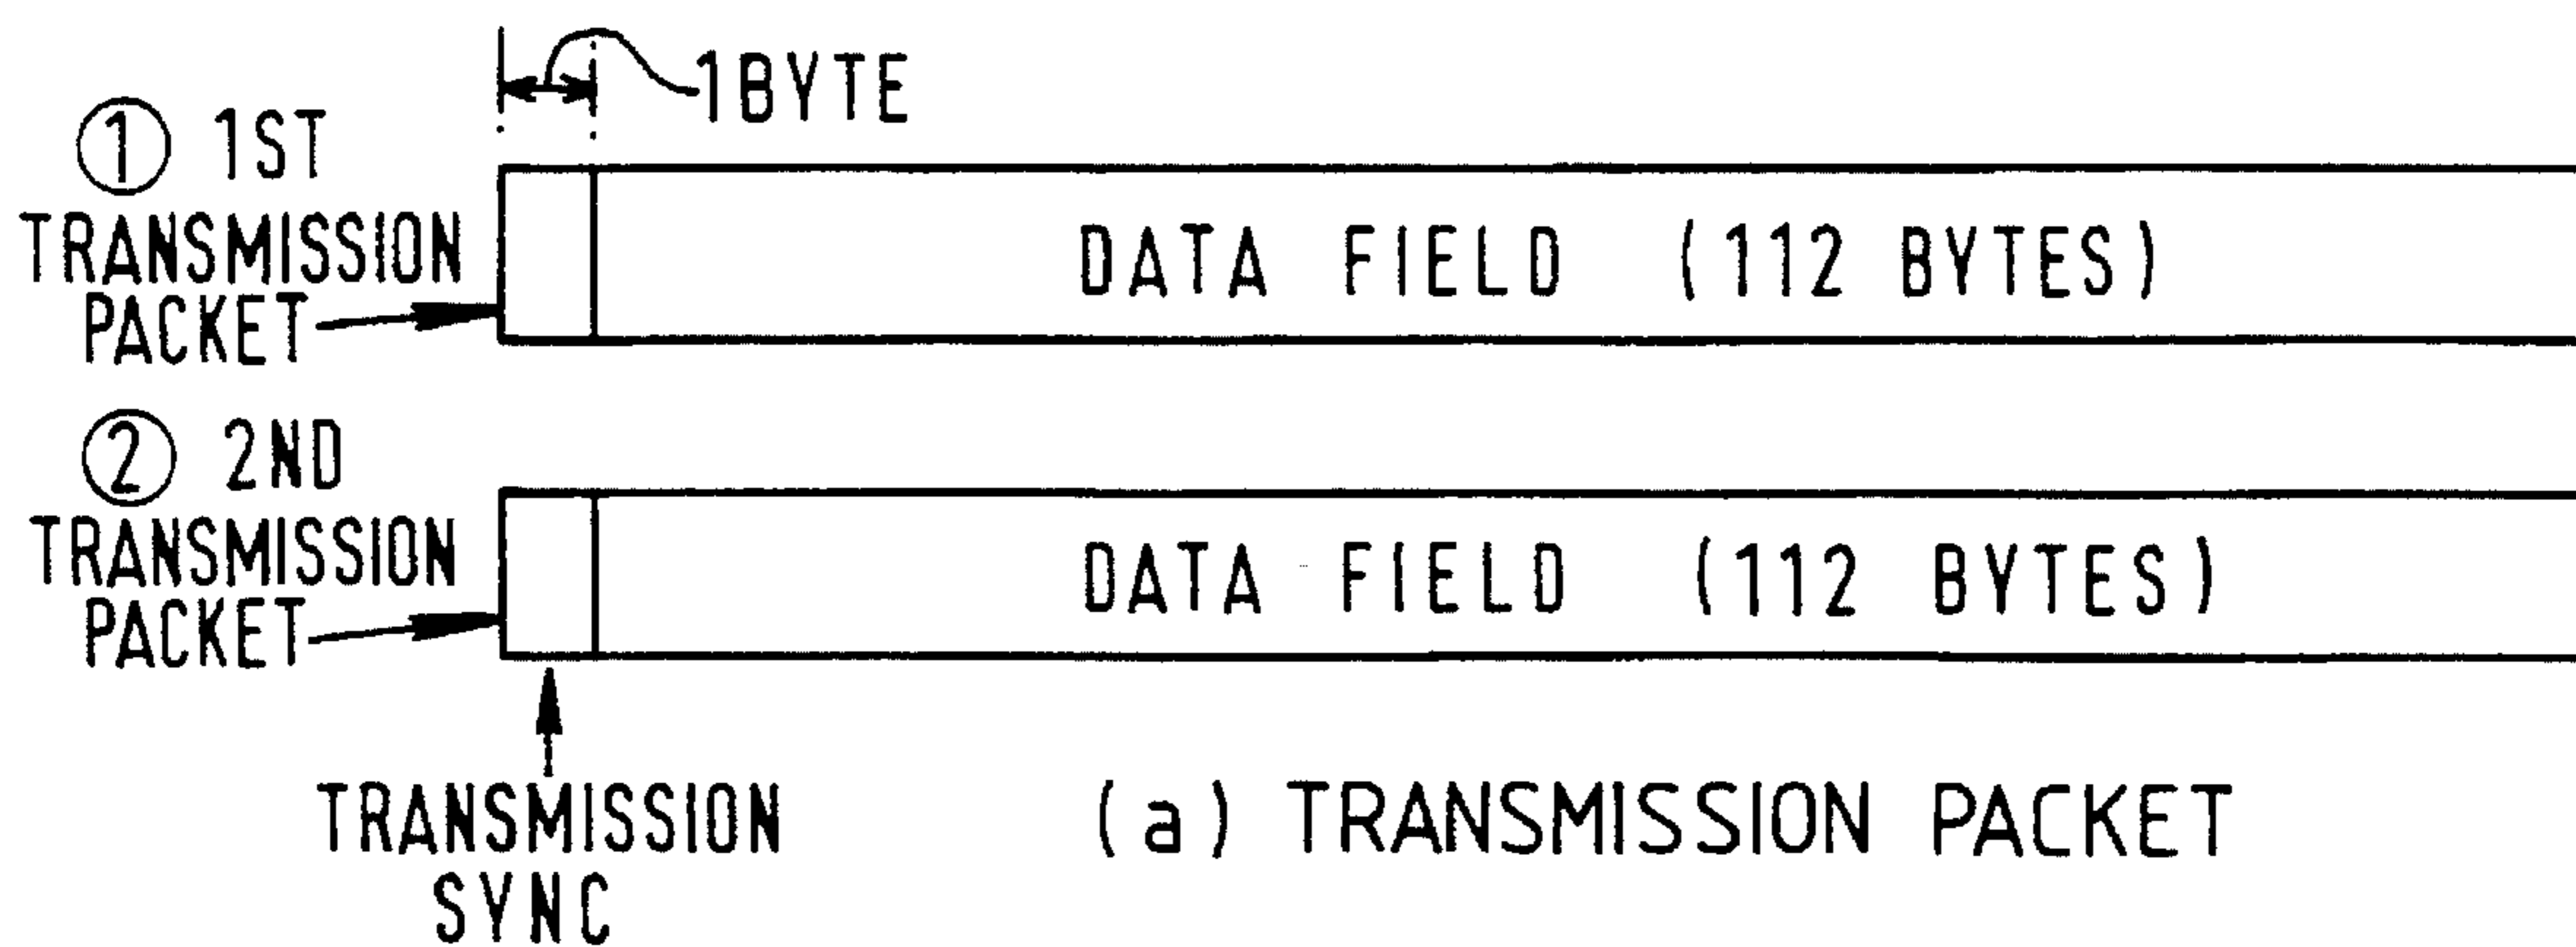 1BYTE
① 1ST
TRANSMISSION
PACKET
DATA FIELD (112 BYTES)
② 2ND
TRANSMISSION
PACKET
DATA FIELD (112 BYTES)
TRANSMISSION
SYNC
(a) TRANSMISSION PACKET